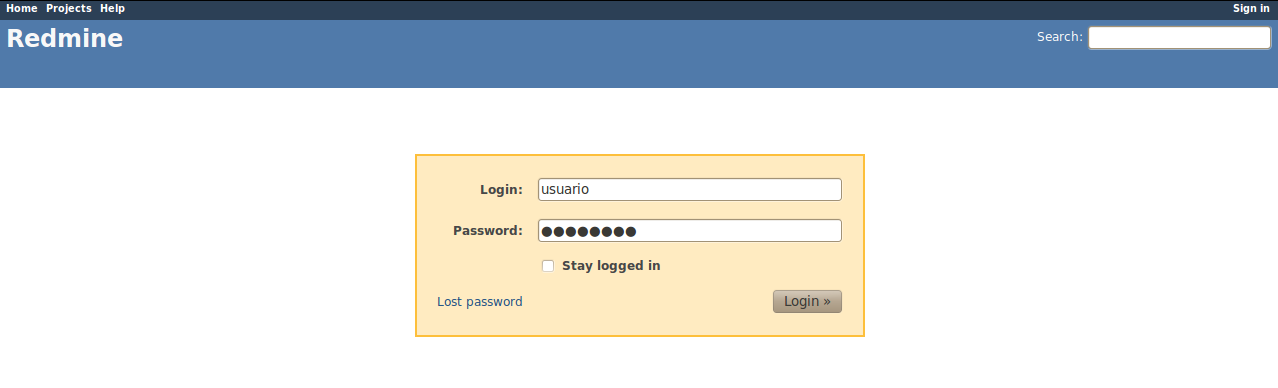 Home Projects Help Sign in
Redmine Search:
Login: usuario
Password: ●●●●●●●●
Stay logged in
Lost password Login »